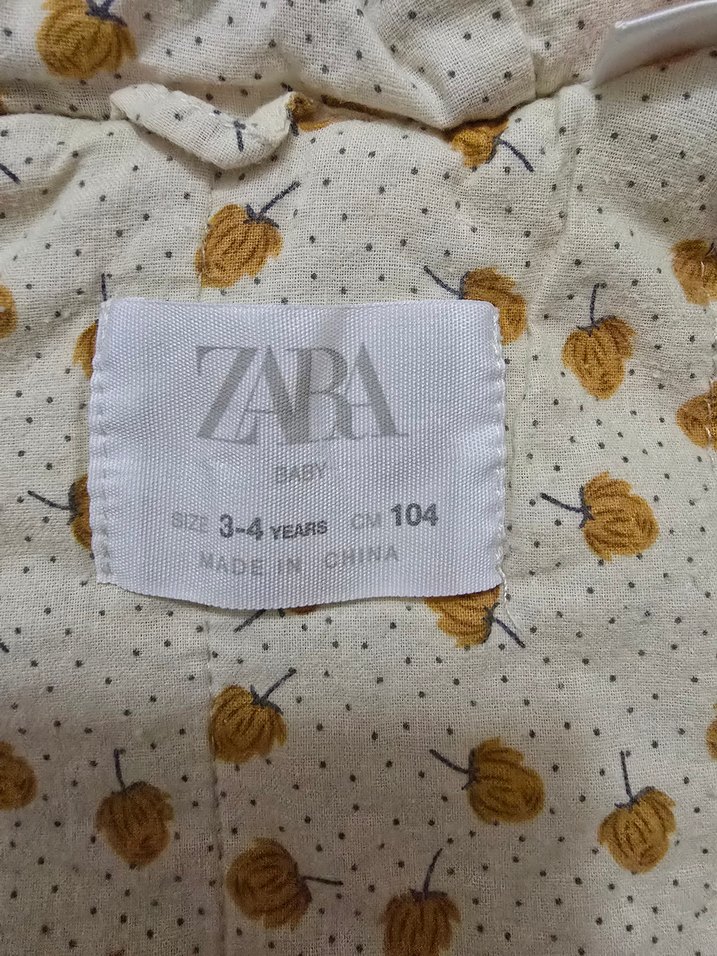 ZARA
BABY
SIZE 3-4 YEARS CM 104
MADE IN CHINA